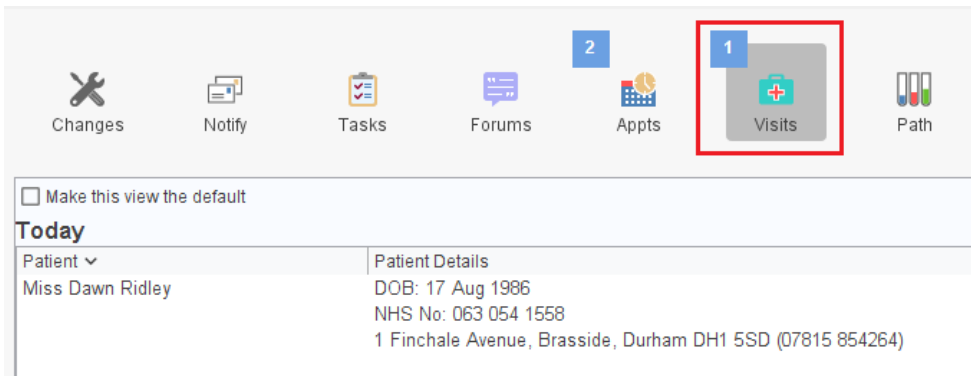 2 1
Changes Notify Tasks Forums Appts Visits Path
Make this view the default
Today
Patient Patient Details
Miss Dawn Ridley DOB: 17 Aug 1986
NHS No: 063 054 1558
1 Finchale Avenue, Brasside, Durham DH1 5SD (07815 854264)